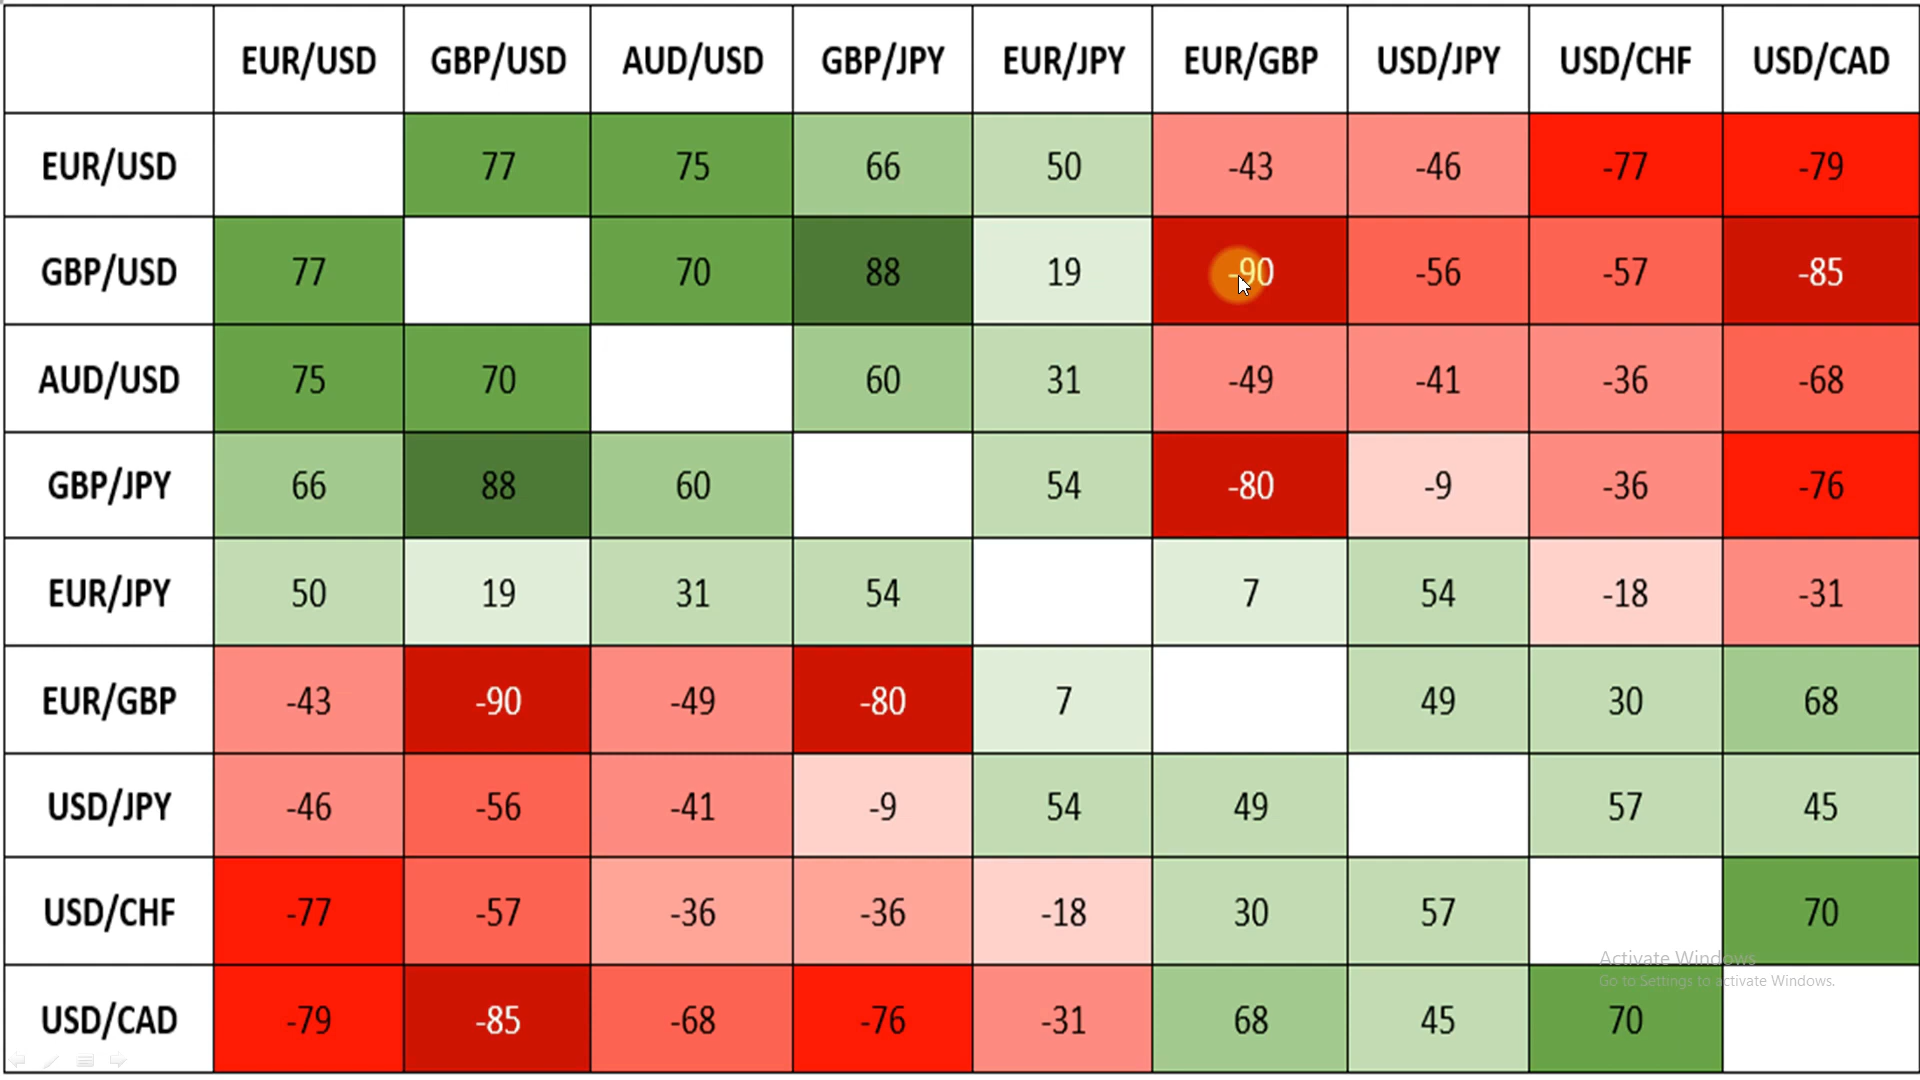 EUR/USD GBP/USD AUD/USD GBP/JPY EUR/JPY EUR/GBP USD/JPY USD/CHF USD/CAD
EUR/USD 77 75 66 50 -43 -46 -77 -79
GBP/USD 77 70 88 19 -90 -56 -57 -85
AUD/USD 75 70 60 31 -49 -41 -36 -68
GBP/JPY 66 88 60 54 -80 -9 -36 -76
EUR/JPY 50 19 31 54 7 54 -18 -31
EUR/GBP -43 -90 -49 -80 7 49 30 68
USD/JPY -46 -56 -41 -9 54 49 57 45
USD/CHF -77 -57 -36 -36 -18 30 57 70
Activate Windows
Go to Settings to activate Windows.
USD/CAD -79 -85 -68 -76 -31 68 45 70